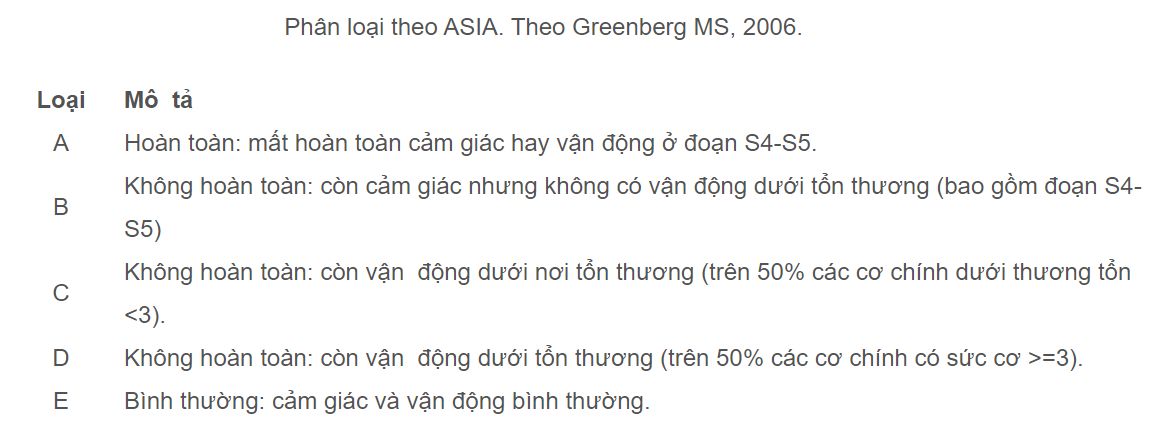 Phân loại theo ASIA. Theo Greenberg MS, 2006.
Loại Mô tả
A Hoàn toàn: mất hoàn toàn cảm giác hay vận động ở đoạn S4-S5.
Không hoàn toàn: còn cảm giác nhưng không có vận động dưới tổn thương (bao gồm đoạn S4-
B
S5)
Không hoàn toàn: còn vận động dưới nơi tổn thương (trên 50% các cơ chính dưới thương tổn
C
<3).
D Không hoàn toàn: còn vận động dưới tổn thương (trên 50% các cơ chính có sức cơ >=3).
E Bình thường: cảm giác và vận động bình thường.